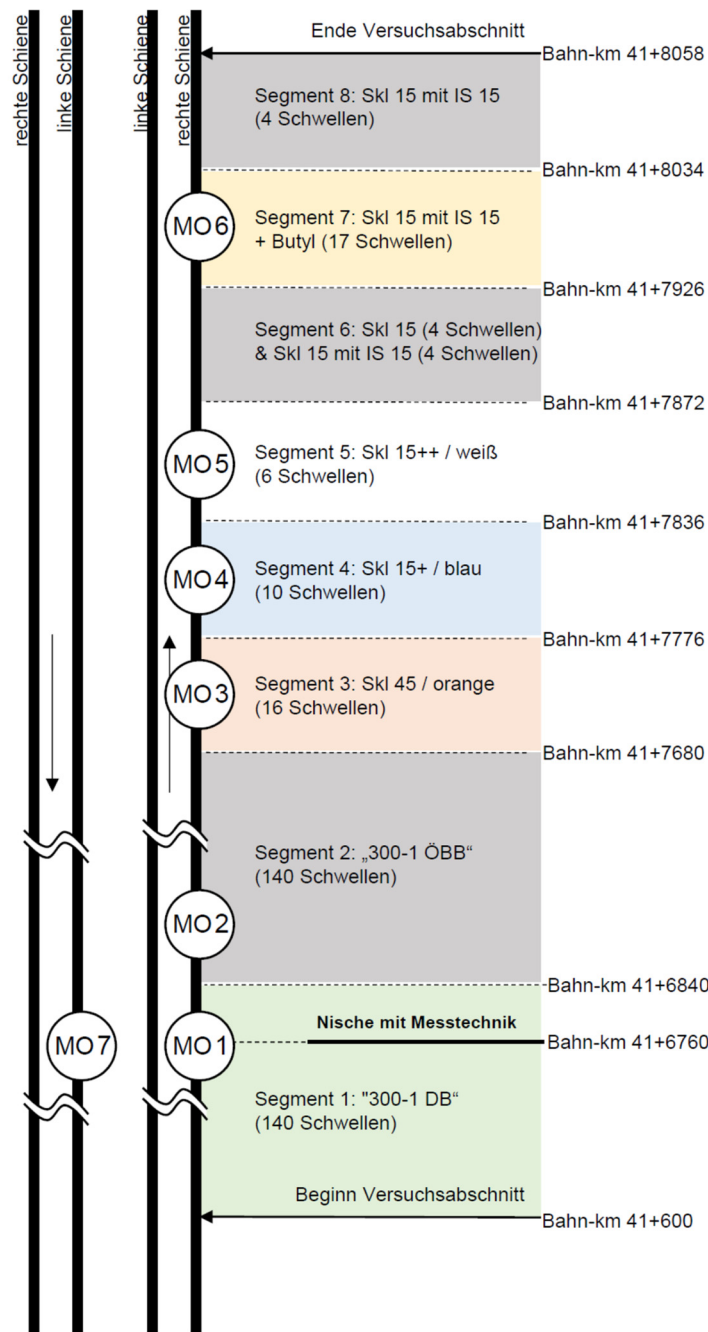 rechte Schiene
linke Schiene
linke Schiene
rechte Schiene
Ende Versuchsabschnitt
Bahn-km 41+8058
Segment 8: Skl 15 mit IS 15
(4 Schwellen)
Bahn-km 41+8034
MO6
Segment 7: Skl 15 mit IS 15
+ Butyl (17 Schwellen)
Bahn-km 41+7926
Segment 6: Skl 15 (4 Schwellen)
& Skl 15 mit IS 15 (4 Schwellen)
Bahn-km 41+7872
MO5
Segment 5: Skl 15++ / weiß
(6 Schwellen)
Bahn-km 41+7836
MO4
Segment 4: Skl 15+ / blau
(10 Schwellen)
Bahn-km 41+7776
MO3
Segment 3: Skl 45 / orange
(16 Schwellen)
Bahn-km 41+7680
Segment 2: „300-1 ÖBB“
(140 Schwellen)
MO2
Bahn-km 41+6840
Nische mit Messtechnik
MO7
MO1
Bahn-km 41+6760
Segment 1: "300-1 DB“
(140 Schwellen)
Beginn Versuchsabschnitt
Bahn-km 41+600